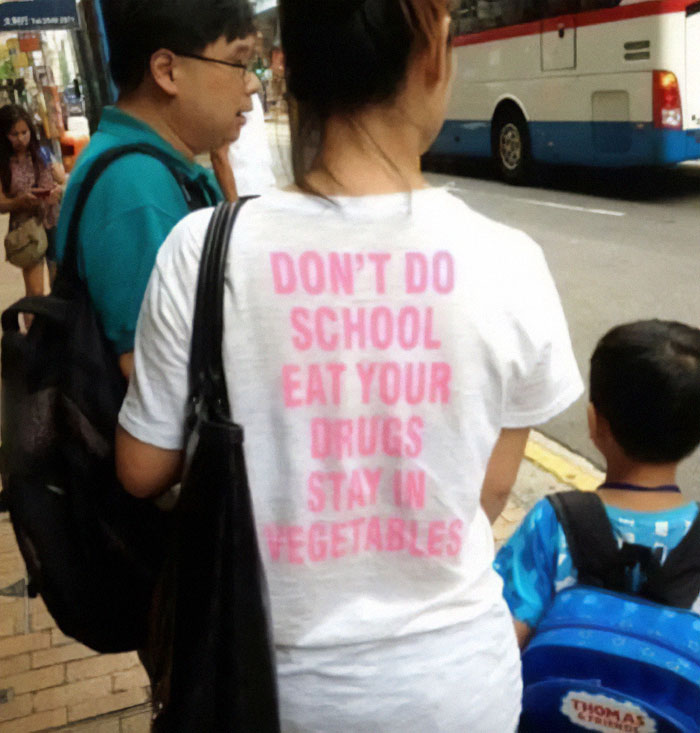 DON'T DO
SCHOOL
EAT YOUR
DRUGS
STAY IN
VEGETABLES
THOMAS
& FRIENDS